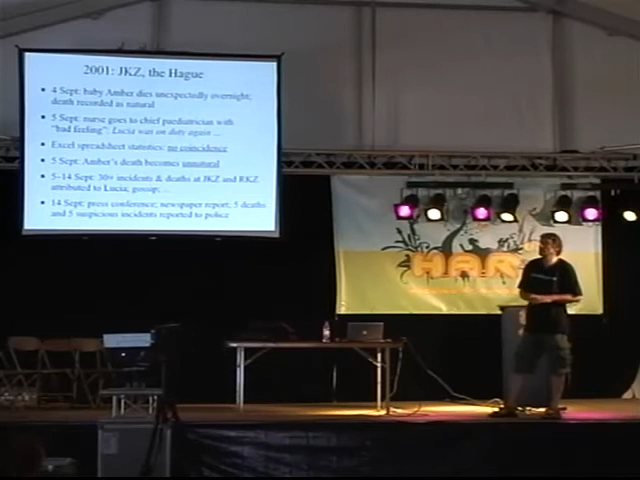 2001: JKZ, the Hague
• 4 Sept: baby Amber dies unexpectedly overnight;
death recorded as natural
• 5 Sept: nurse goes to chief paediatrician with
"bad feeling": Lucia was on duty again ...
• Excel spreadsheet statistics: no coincidence
• 5 Sept: Amber's death becomes unnatural
• 5–14 Sept: 30+ incidents & deaths at JKZ and RKZ
attributed to Lucia; gossip; ...
• 14 Sept: press conference; newspaper report; 5 deaths
and 5 suspicious incidents reported to police
HAR